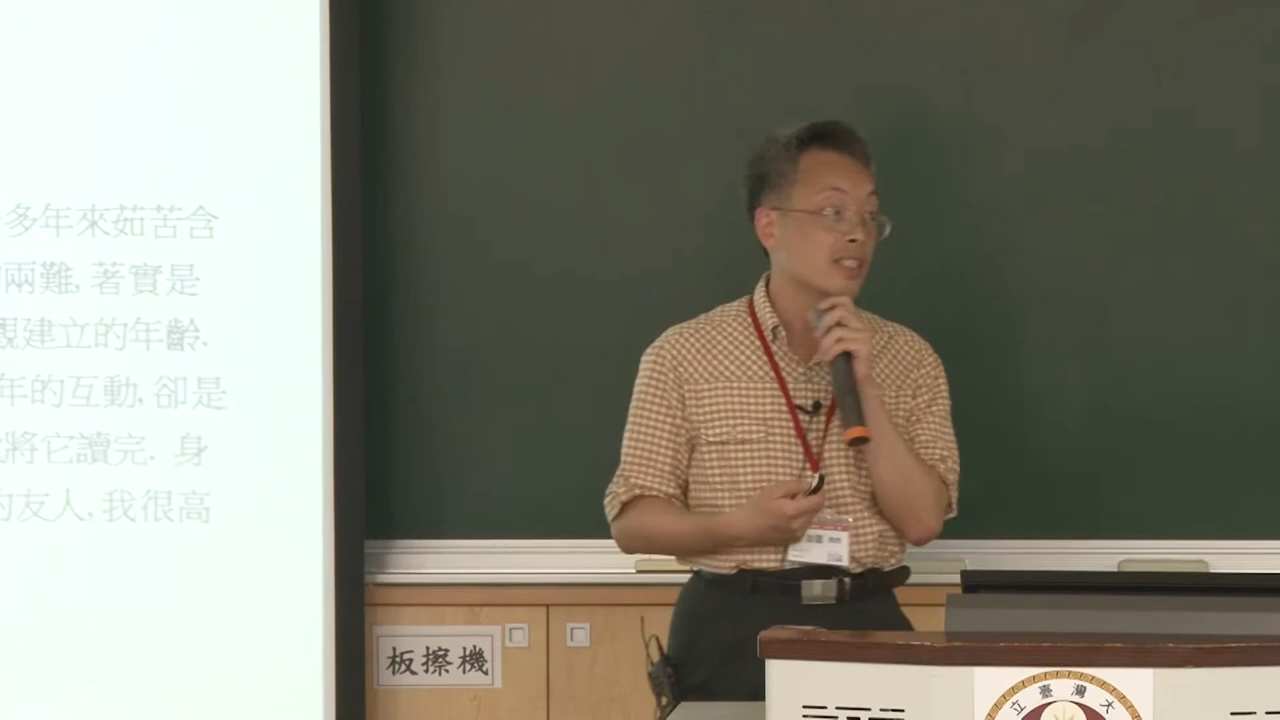 多年來茹苦含
兩難, 著實是
觀建立的年齡.
年的互動, 卻是
將它讀完. 身
的友人, 我很高
板擦機
立臺灣大